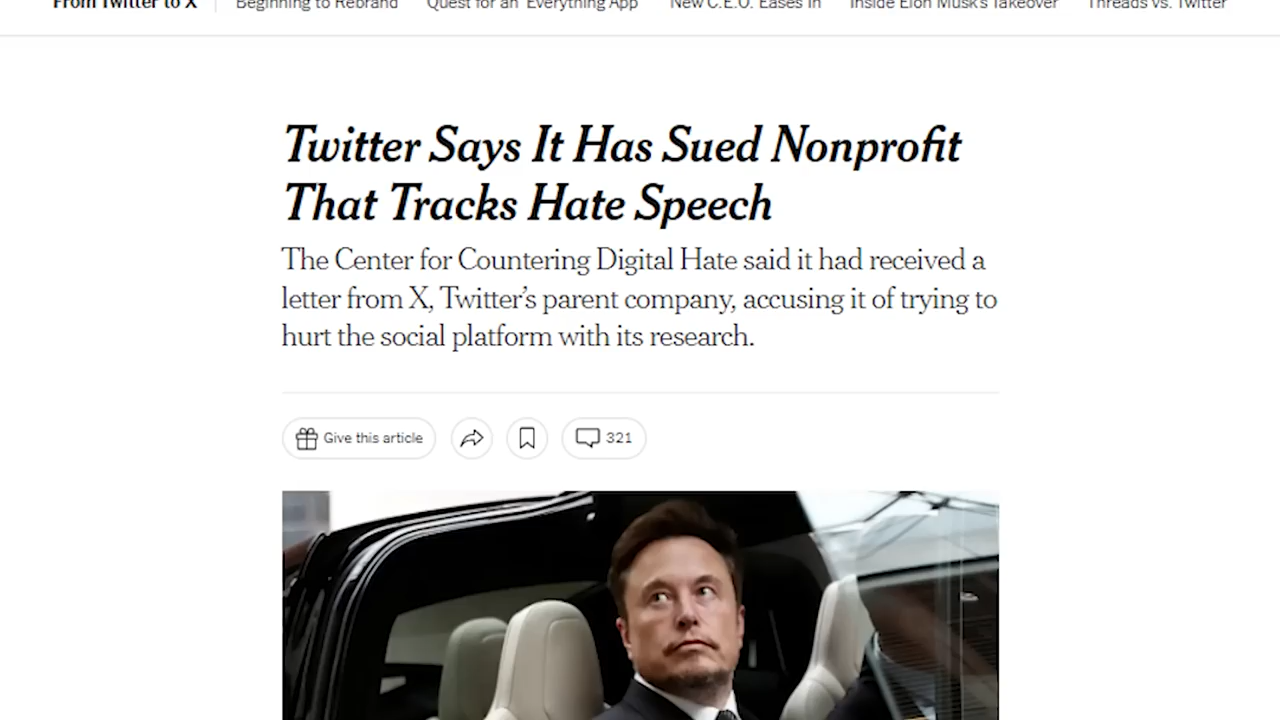 From Twitter to X
Beginning to Rebrand
Quest for an 'Everything App'
New C.E.O. Eases In
Inside Elon Musk's Takeover
Threads vs. Twitter
Twitter Says It Has Sued Nonprofit
That Tracks Hate Speech
The Center for Countering Digital Hate said it had received a
letter from X, Twitter's parent company, accusing it of trying to
hurt the social platform with its research.
Give this article
321